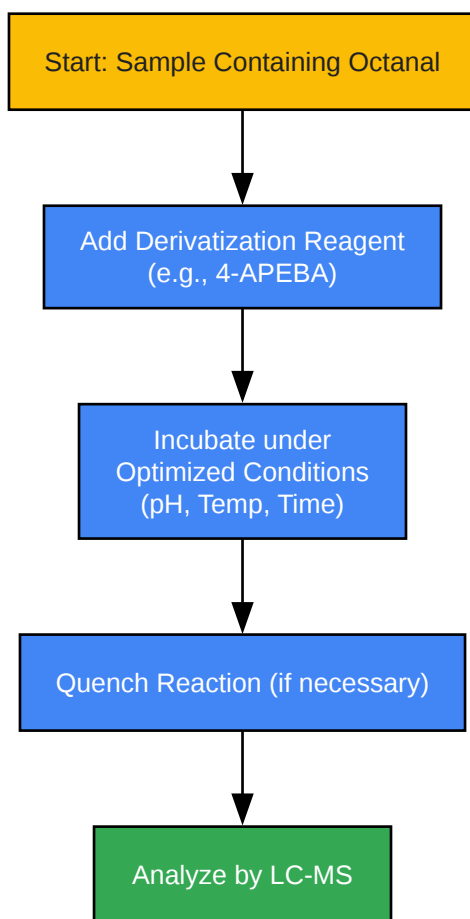 Start: Sample Containing Octanal
Add Derivatization Reagent
(e.g., 4-APEBA)
Incubate under
Optimized Conditions
(pH, Temp, Time)
Quench Reaction (if necessary)
Analyze by LC-MS